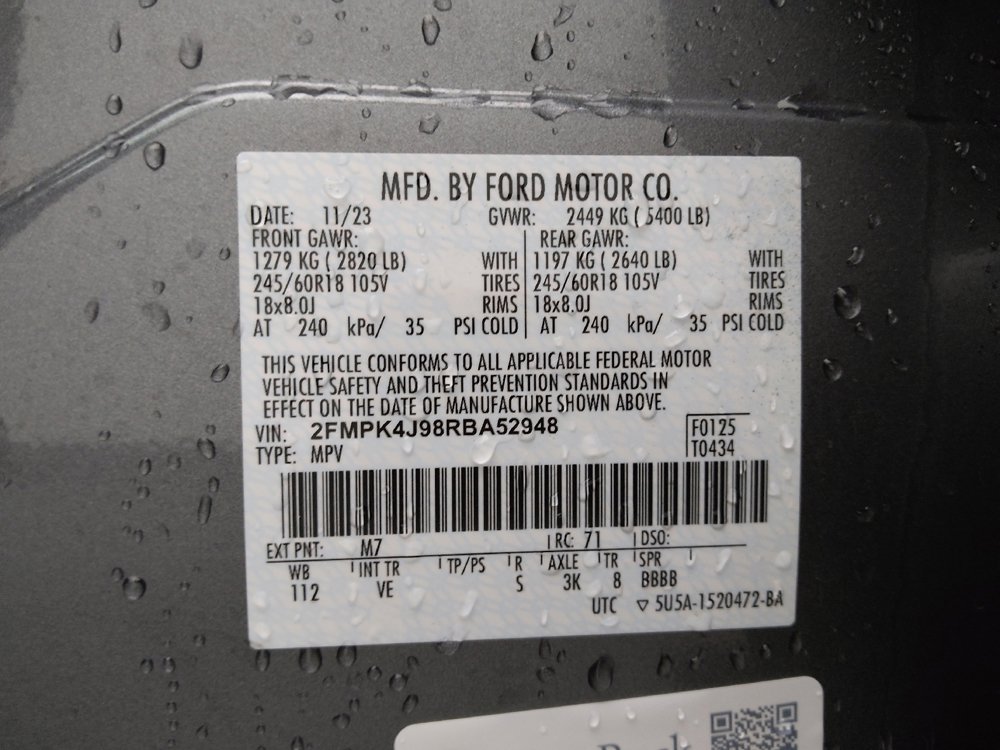 MFD. BY FORD MOTOR CO.
DATE: 11/23 GVWR: 2449 KG ( 5400 LB)
FRONT GAWR: REAR GAWR:
1279 KG ( 2820 LB) WITH 1197 KG ( 2640 LB) WITH
245/60R18 105V TIRES 245/60R18 105V TIRES
18x8.0J RIMS 18x8.0J RIMS
AT 240 kPa/ 35 PSI COLD AT 240 kPa/ 35 PSI COLD
THIS VEHICLE CONFORMS TO ALL APPLICABLE FEDERAL MOTOR
VEHICLE SAFETY AND THEFT PREVENTION STANDARDS IN
EFFECT ON THE DATE OF MANUFACTURE SHOWN ABOVE.
VIN: 2FMPK4J98RBA52948 F0125
TYPE: MPV T0434
EXT PNT: M7 RC: 71 DSO:
WB INT TR TP/PS R AXLE TR SPR
112 VE S 3K 8 BBBB
UTC ▽ 5U5A-1520472-BA